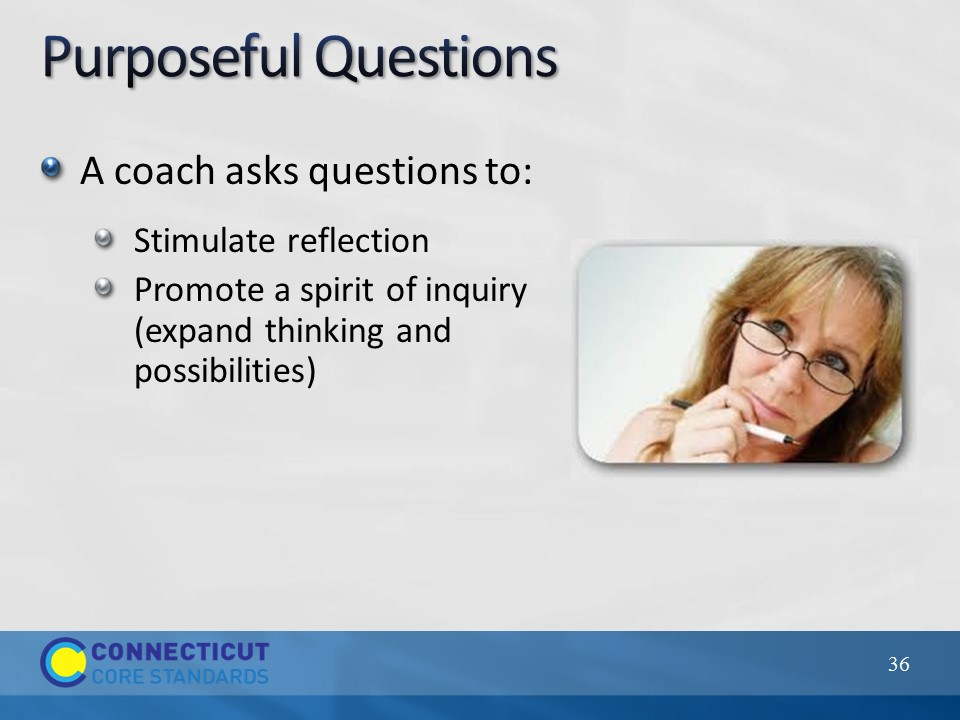 Purposeful Questions
A coach asks questions to:
Stimulate reflection
Promote a spirit of inquiry
(expand thinking and
possibilities)
CONNECTICUT
CORE STANDARDS
36